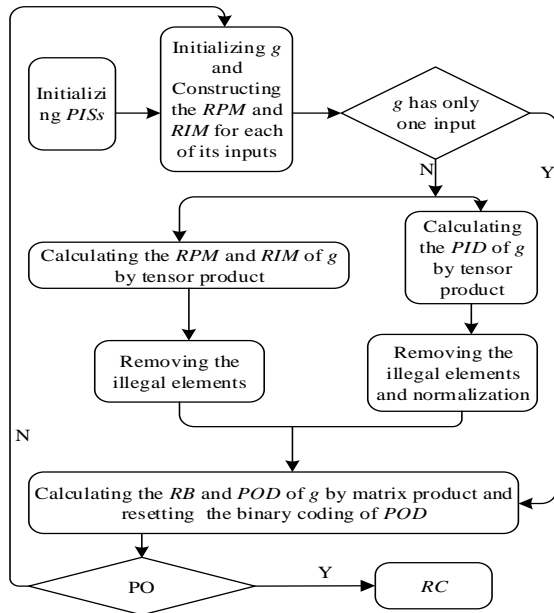 Initializi
ng PISs
Initializing g
and
Constructing
the RPM and
RIM for each
of its inputs
g has only
one input
N
Y
Calculating the RPM and RIM of g
by tensor product
Calculating
the PID of g
by tensor
product
Removing the
illegal elements
Removing the
illegal elements
and normalization
N
Calculating the RB and POD of g by matrix product and
resetting the binary coding of POD
PO
Y
RC